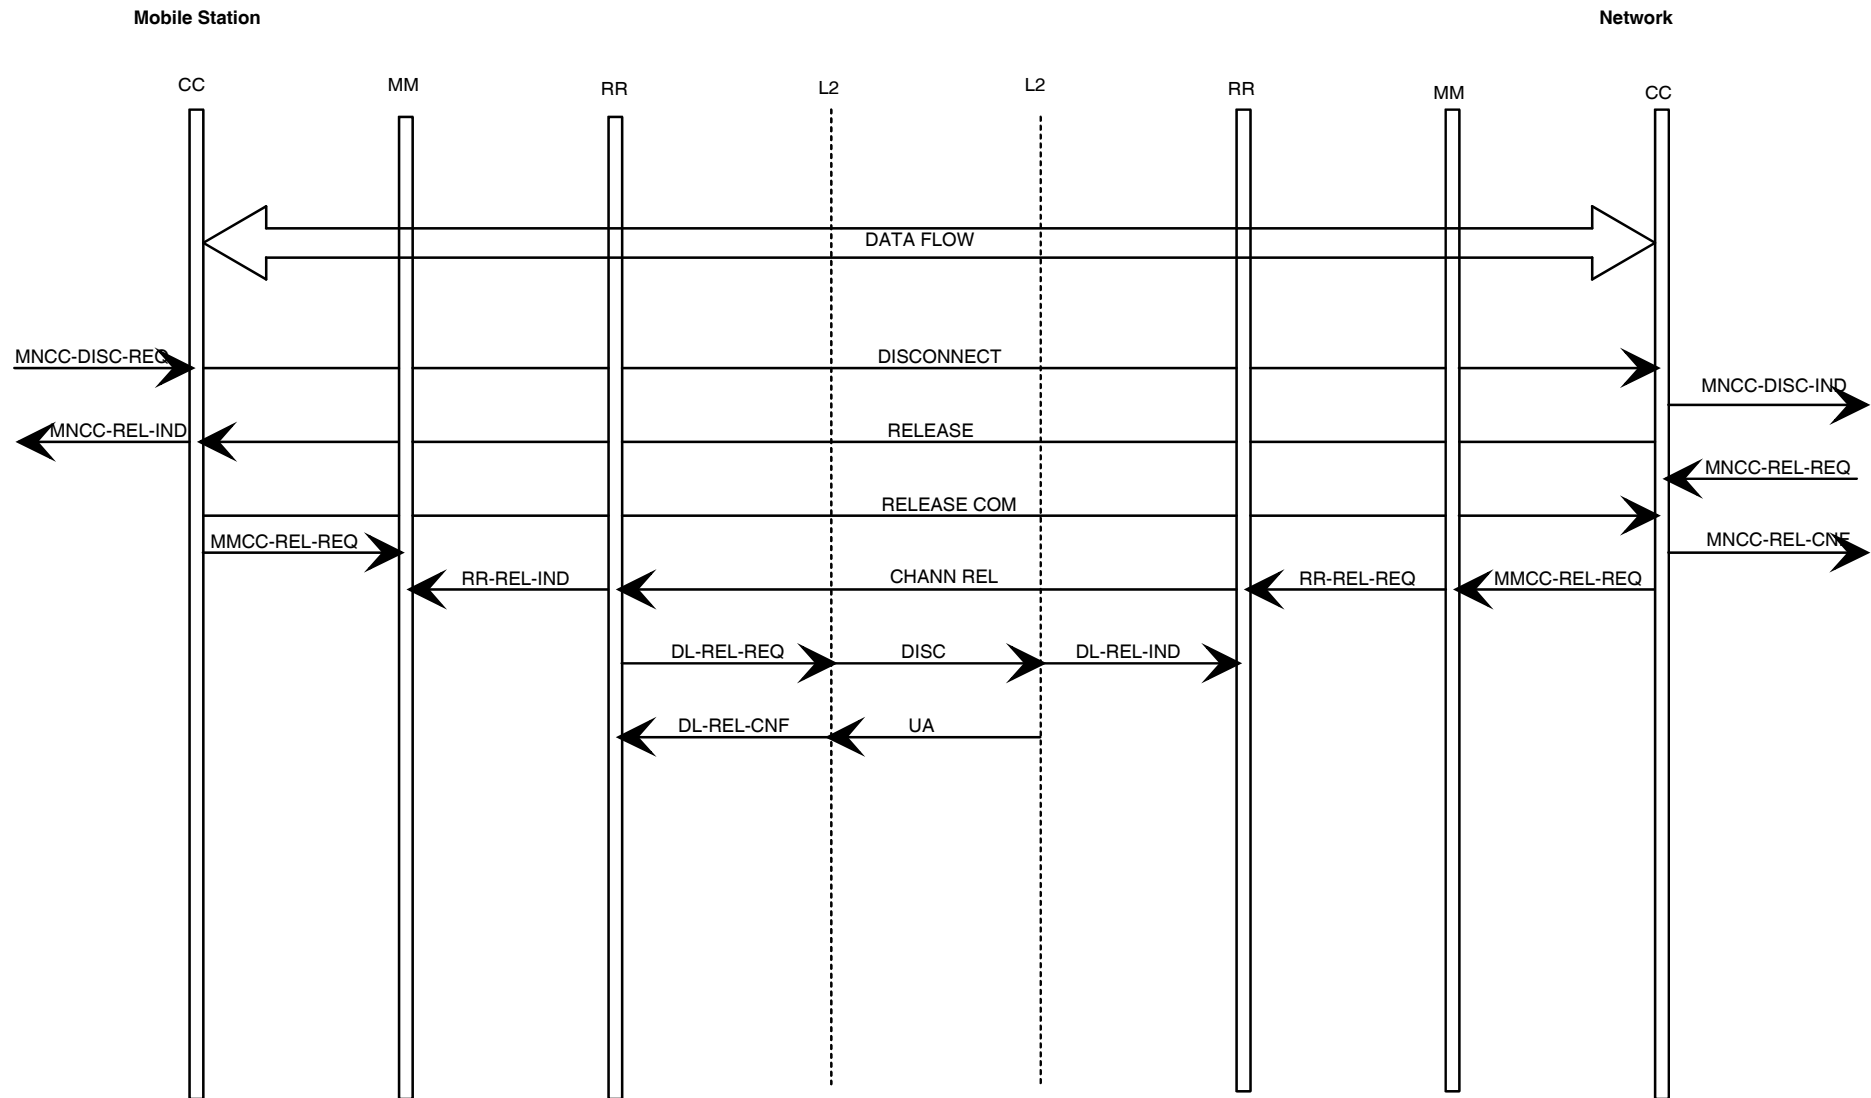 Mobile Station Network
CC MM RR L2 L2 RR MM CC
DATA FLOW
MNCC-DISC-REQ DISCONNECT
MNCC-DISC-IND
MNCC-REL-IND RELEASE
MNCC-REL-REQ
RELEASE COM
MMCC-REL-REQ MNCC-REL-CNF
RR-REL-IND CHANN REL RR-REL-REQ MMCC-REL-REQ
DL-REL-REQ DISC DL-REL-IND
DL-REL-CNF UA